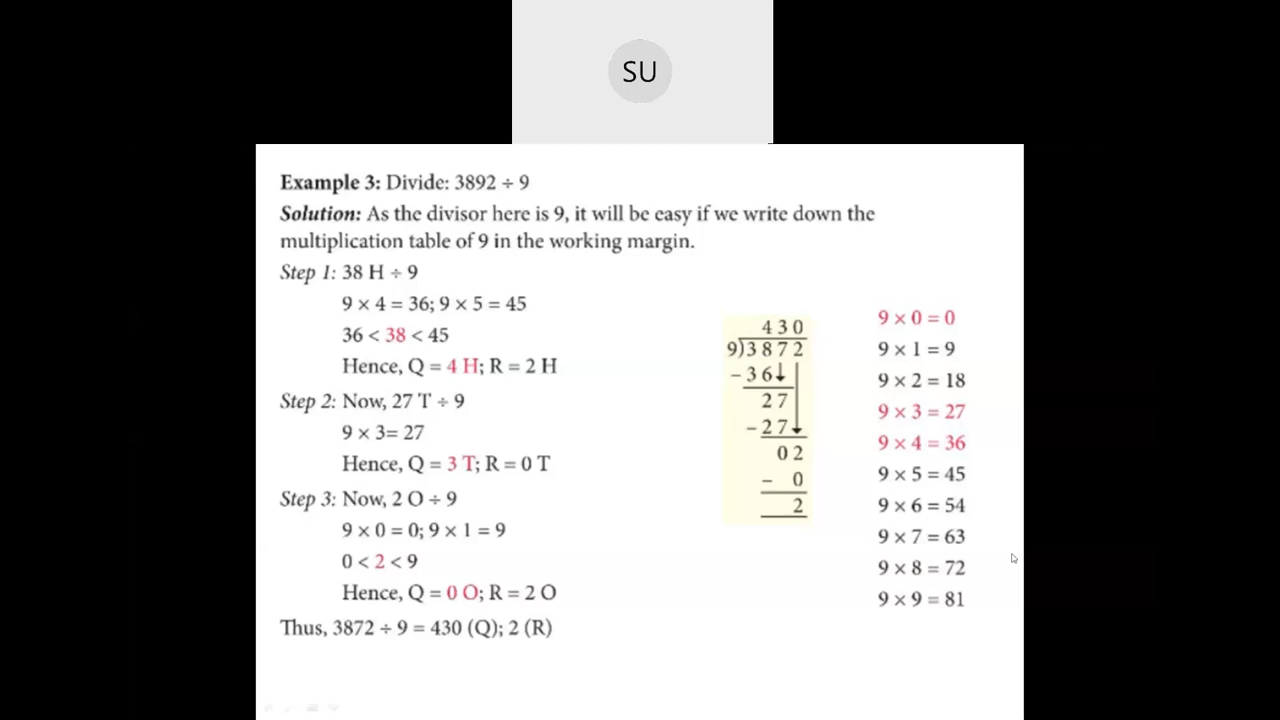 SU
Example 3: Divide: 3892 ÷ 9
Solution: As the divisor here is 9, it will be easy if we write down the
multiplication table of 9 in the working margin.
Step 1: 38 H ÷ 9
9 × 4 = 36; 9 × 5 = 45
36 < 38 < 45
Hence, Q = 4 H; R = 2 H
Step 2: Now, 27 T ÷ 9
9 × 3= 27
Hence, Q = 3 T; R = 0 T
Step 3: Now, 2 O ÷ 9
9 × 0 = 0; 9 × 1 = 9
0 < 2 < 9
Hence, Q = 0 O; R = 2 O
Thus, 3872 ÷ 9 = 430 (Q); 2 (R)
4 3 0
9)3 8 7 2
– 3 6↓
2 7
– 2 7↓
0 2
– 0
2
9 × 0 = 0
9 × 1 = 9
9 × 2 = 18
9 × 3 = 27
9 × 4 = 36
9 × 5 = 45
9 × 6 = 54
9 × 7 = 63
9 × 8 = 72
9 × 9 = 81